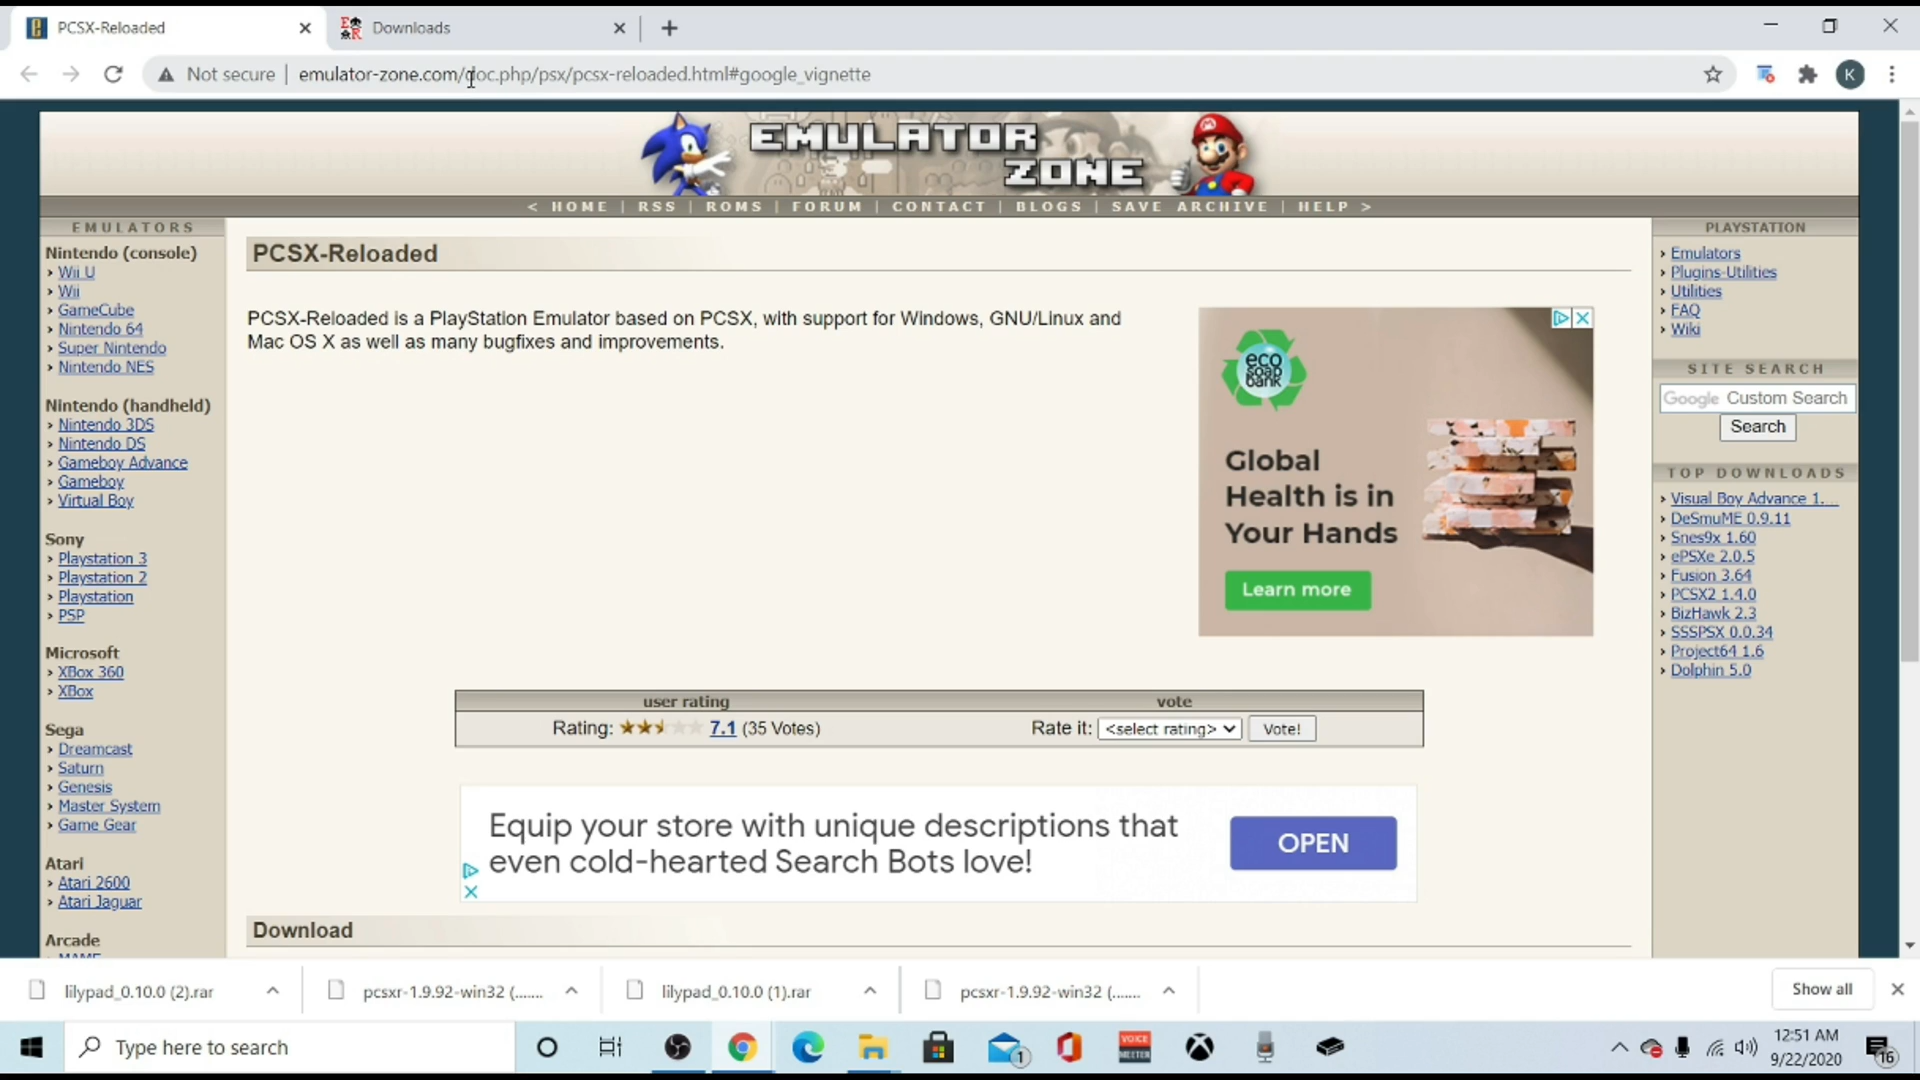 PCSX-Reloaded
Downloads
Not secure
emulator-zone.com/doc.php/psx/pcsx-reloaded.html#google_vignette
K
EMULATOR
ZONE
< HOME | RSS | ROMS | FORUM | CONTACT | BLOGS | SAVE ARCHIVE | HELP >
EMULATORS
Nintendo (console)
Wii U
Wii
GameCube
Nintendo 64
Super Nintendo
Nintendo NES
Nintendo (handheld)
Nintendo 3DS
Nintendo DS
Gameboy Advance
Gameboy
Virtual Boy
Sony
Playstation 3
Playstation 2
Playstation
PSP
Microsoft
XBox 360
XBox
Sega
Dreamcast
Saturn
Genesis
Master System
Game Gear
Atari
Atari 2600
Atari Jaguar
Arcade
MAME
PCSX-Reloaded
PCSX-Reloaded is a PlayStation Emulator based on PCSX, with support for Windows, GNU/Linux and
Mac OS X as well as many bugfixes and improvements.
eco
soap
bank
Global
Health is in
Your Hands
Learn more
user rating
vote
Rating: 7.1 (35 Votes)
Rate it: <select rating> Vote!
Equip your store with unique descriptions that
even cold-hearted Search Bots love!
OPEN
Download
PLAYSTATION
Emulators
Plugins-Utilities
Utilities
FAQ
Wiki
SITE SEARCH
Google Custom Search
Search
TOP DOWNLOADS
Visual Boy Advance 1....
DeSmuME 0.9.11
Snes9x 1.60
ePSXe 2.0.5
Fusion 3.64
PCSX2 1.4.0
BizHawk 2.3
SSSPSX 0.0.34
Project64 1.6
Dolphin 5.0
lilypad_0.10.0 (2).rar
pcsxr-1.9.92-win32 (.......
lilypad_0.10.0 (1).rar
pcsxr-1.9.92-win32 (.......
Show all
Type here to search
1
VOICE
MEETER
12:51 AM
9/22/2020
16